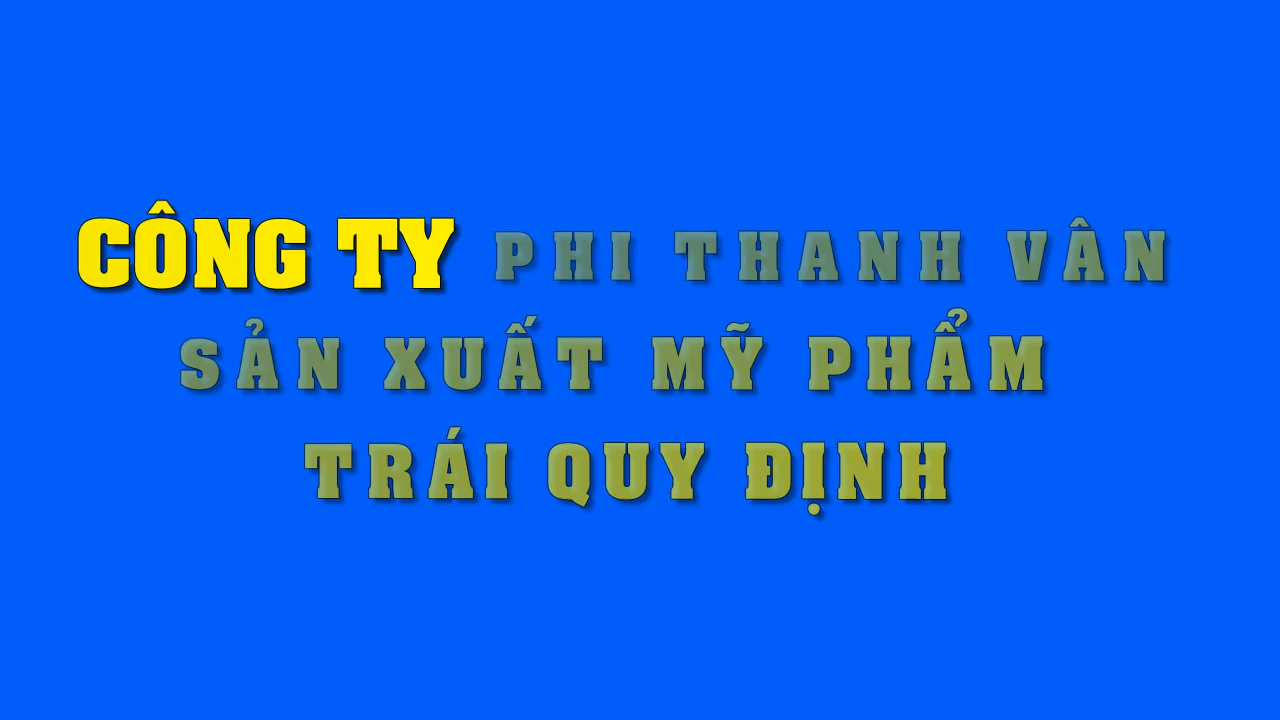 CÔNG TY PHI THANH VÂN
SẢN XUẤT MỸ PHẨM
TRÁI QUY ĐỊNH